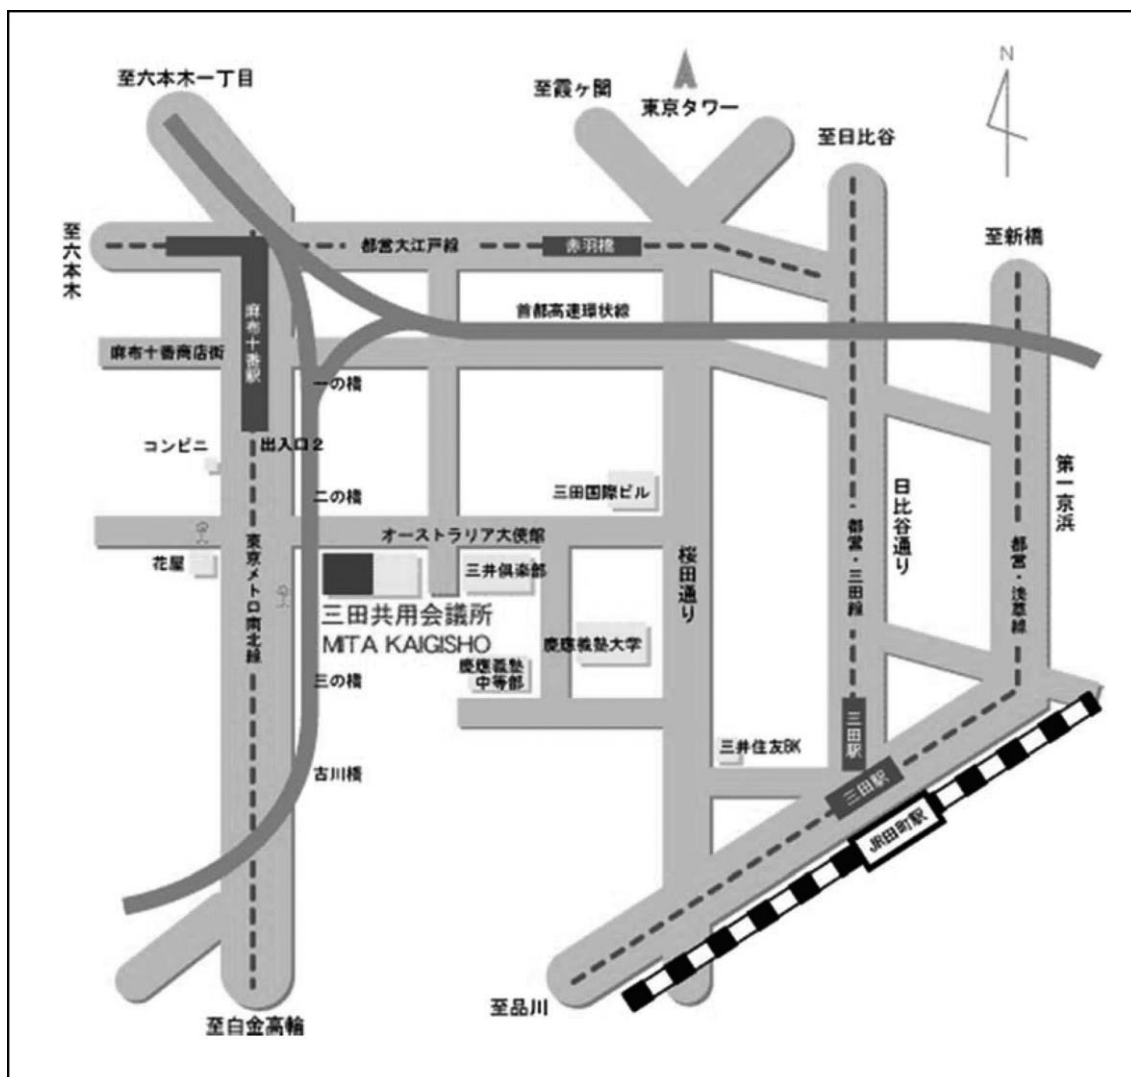 至六本木一丁目
至霞ヶ関
東京タワー
N
至日比谷
至六本木
至新橋
都営大江戸線
赤羽橋
首都高速環状線
麻布十番駅
麻布十番商店街
一の橋
コンビニ
出入口2
二の橋
三田国際ビル
日比谷通り
第一京浜
オーストラリア大使館
花屋
東京メトロ南北線
三井倶楽部
桜田通り
都営・三田線
都営・浅草線
三田共用会議所
MITA KAIGISHO
慶應義塾大学
慶應義塾
中等部
三の橋
三田駅
三井住友BK
古川橋
三田駅
JR田町駅
至品川
至白金高輪